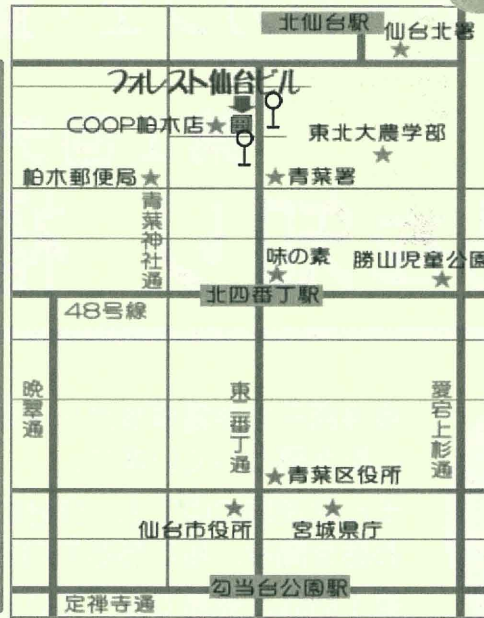 北仙台駅
仙台北署
フォレスト仙台ビル
COOP柏木店
東北大農学部
柏木郵便局
青葉署
青葉神社通
味の素
勝山児童公園
北四番丁駅
48号線
晩翠通
東二番丁通
愛宕上杉通
青葉区役所
仙台市役所
宮城県庁
勾当台公園駅
定禅寺通